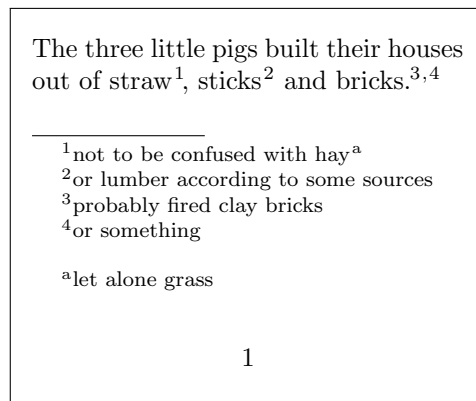 The three little pigs built their houses
out of straw¹, sticks² and bricks.³,⁴
¹not to be confused with hayᵃ
²or lumber according to some sources
³probably fired clay bricks
⁴or something
ᵃlet alone grass
1